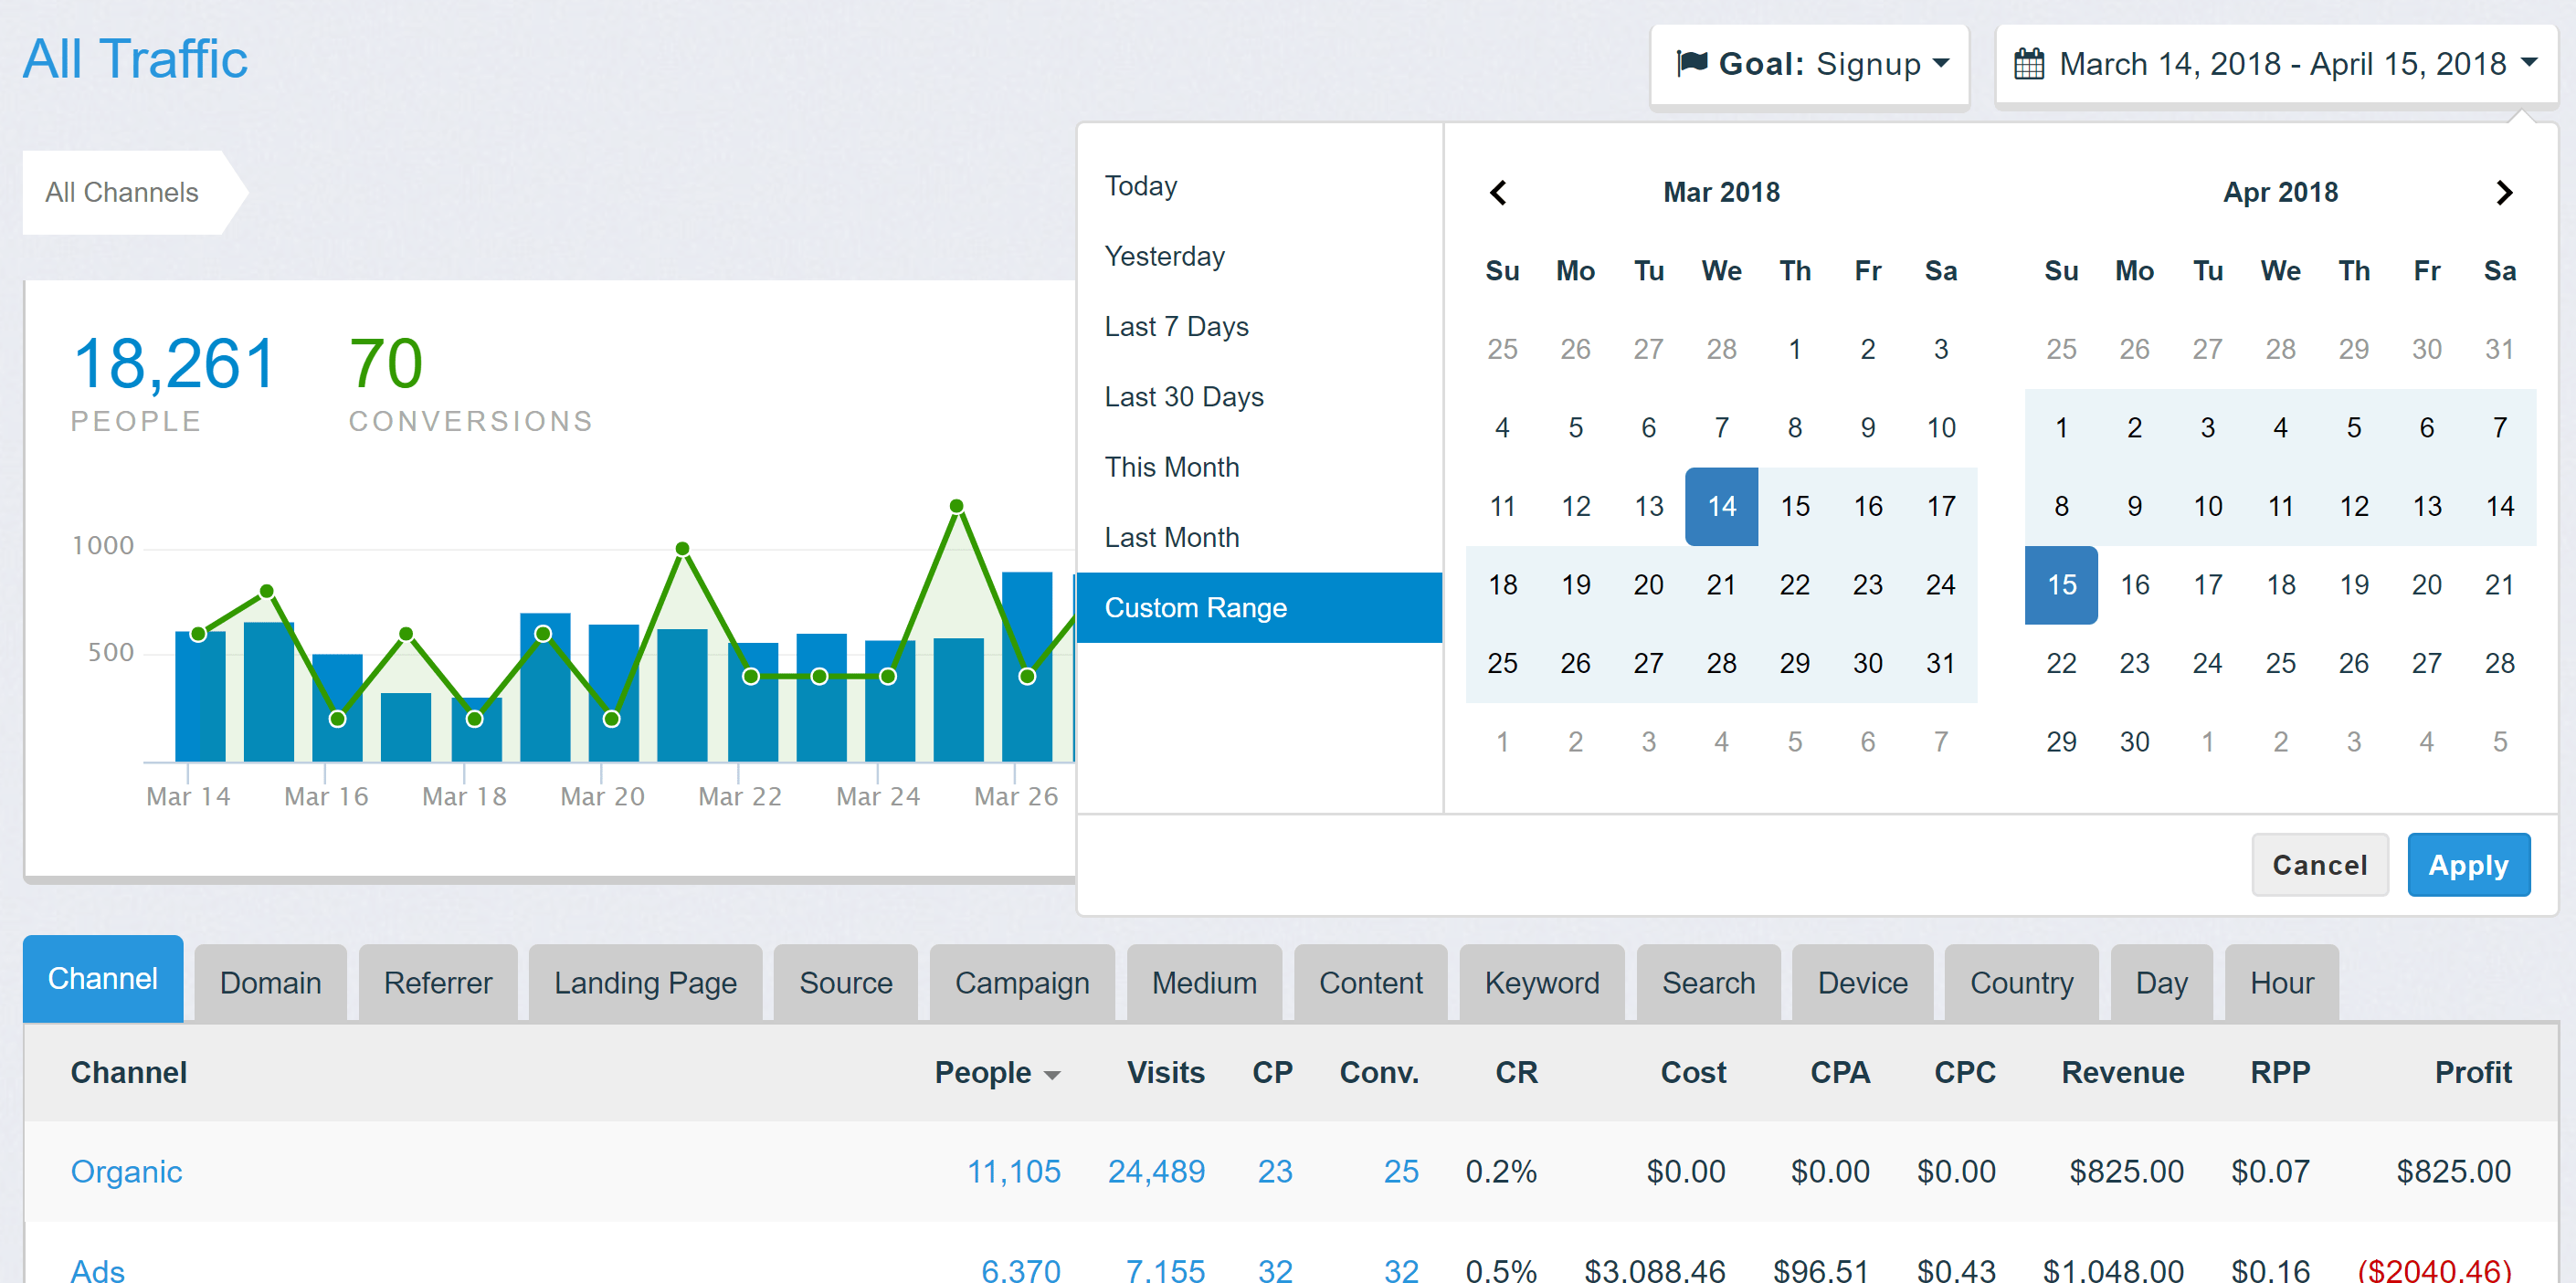 All Traffic
Goal: Signup
March 14, 2018 - April 15, 2018
All Channels
18,261
PEOPLE
70
CONVERSIONS
1000
500
Mar 14 Mar 16 Mar 18 Mar 20 Mar 22 Mar 24 Mar 26
Today
Yesterday
Last 7 Days
Last 30 Days
This Month
Last Month
Custom Range
Mar 2018
Su Mo Tu We Th Fr Sa
25 26 27 28 1 2 3
4 5 6 7 8 9 10
11 12 13 14 15 16 17
18 19 20 21 22 23 24
25 26 27 28 29 30 31
1 2 3 4 5 6 7
Apr 2018
Su Mo Tu We Th Fr Sa
25 26 27 28 29 30 31
1 2 3 4 5 6 7
8 9 10 11 12 13 14
15 16 17 18 19 20 21
22 23 24 25 26 27 28
29 30 1 2 3 4 5
Cancel Apply
Channel Domain Referrer Landing Page Source Campaign Medium Content Keyword Search Device Country Day Hour
Channel People Visits CP Conv. CR Cost CPA CPC Revenue RPP Profit
Organic 11,105 24,489 23 25 0.2% $0.00 $0.00 $0.00 $825.00 $0.07 $825.00
Ads 6,370 7,155 32 32 0.5% $3,088.46 $96.51 $0.43 $1,048.00 $0.16 ($2040.46)